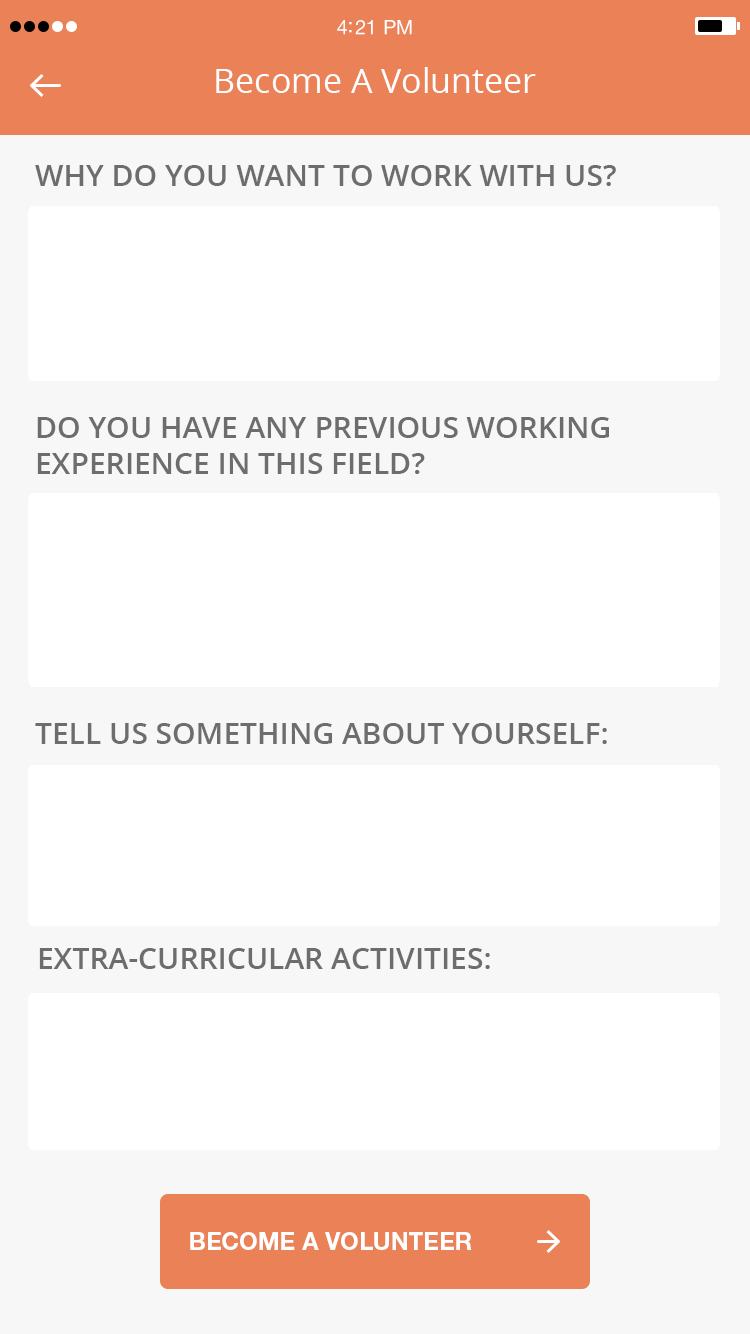 4:21 PM
Become A Volunteer
WHY DO YOU WANT TO WORK WITH US?
DO YOU HAVE ANY PREVIOUS WORKING
EXPERIENCE IN THIS FIELD?
TELL US SOMETHING ABOUT YOURSELF:
EXTRA-CURRICULAR ACTIVITIES:
BECOME A VOLUNTEER